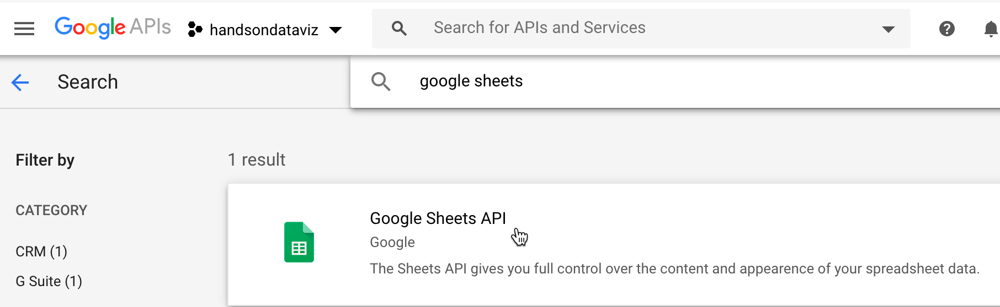 Google APIs
handsondataviz
Search for APIs and Services
Search
google sheets
Filter by
1 result
CATEGORY
CRM (1)
G Suite (1)
Google Sheets API
Google
The Sheets API gives you full control over the content and appearence of your spreadsheet data.